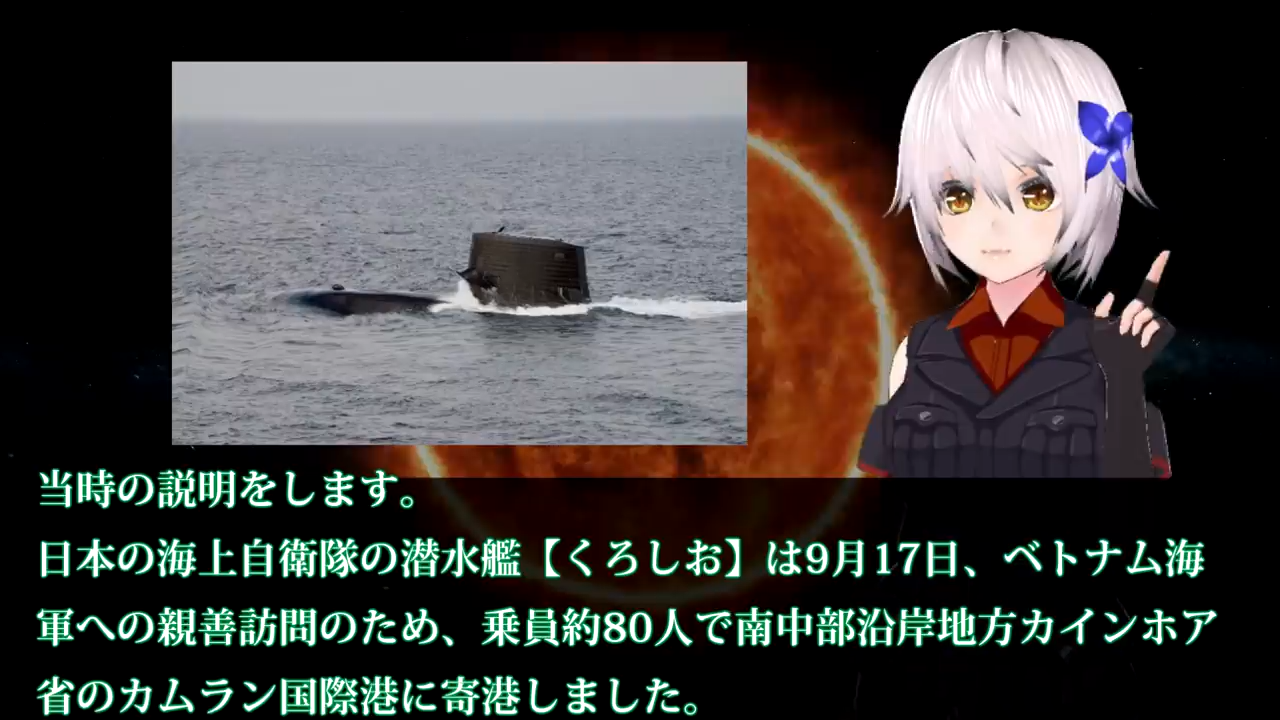 当時の説明をします。
日本の海上自衛隊の潜水艦【くろしお】は9月17日、ベトナム海
軍への親善訪問のため、乗員約80人で南中部沿岸地方カインホア
省のカムラン国際港に寄港しました。